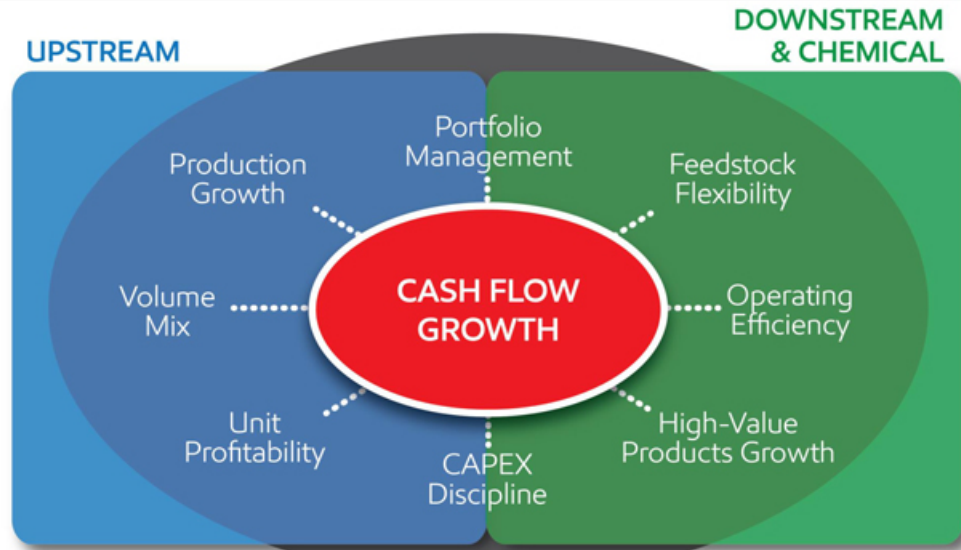 UPSTREAM
DOWNSTREAM
& CHEMICAL
Portfolio
Management
Production
Growth
Feedstock
Flexibility
Volume
Mix
CASH FLOW
GROWTH
Operating
Efficiency
Unit
Profitability
High-Value
Products Growth
CAPEX
Discipline